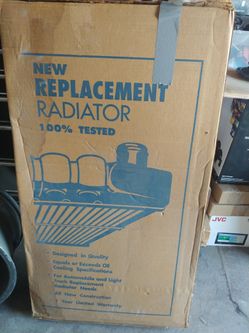 NEW
REPLACEMENT
RADIATOR
100% TESTED
Designed in Quality
Equals or Exceeds OE
Cooling Specifications
For Automobile and Light
Truck Replacement
Radiator Needs
All New Construction
Year Limited Warranty
JVC